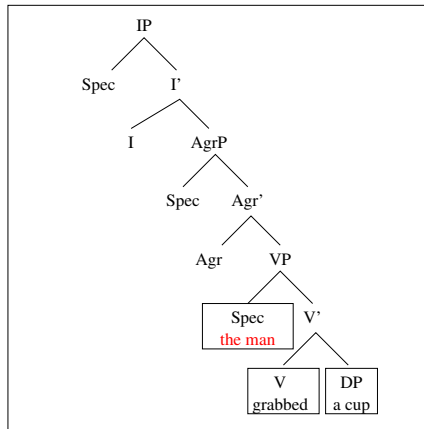 IP
Spec I’
I AgrP
Spec Agr’
Agr VP
Spec V’
the man
V DP
grabbed a cup